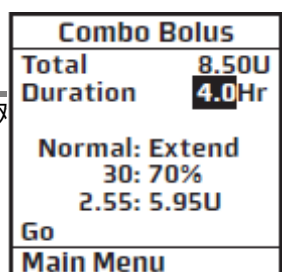 Combo Bolus
Total 8.50U
Duration 4.0Hr
Normal: Extend
30: 70%
2.55: 5.95U
Go
Main Menu